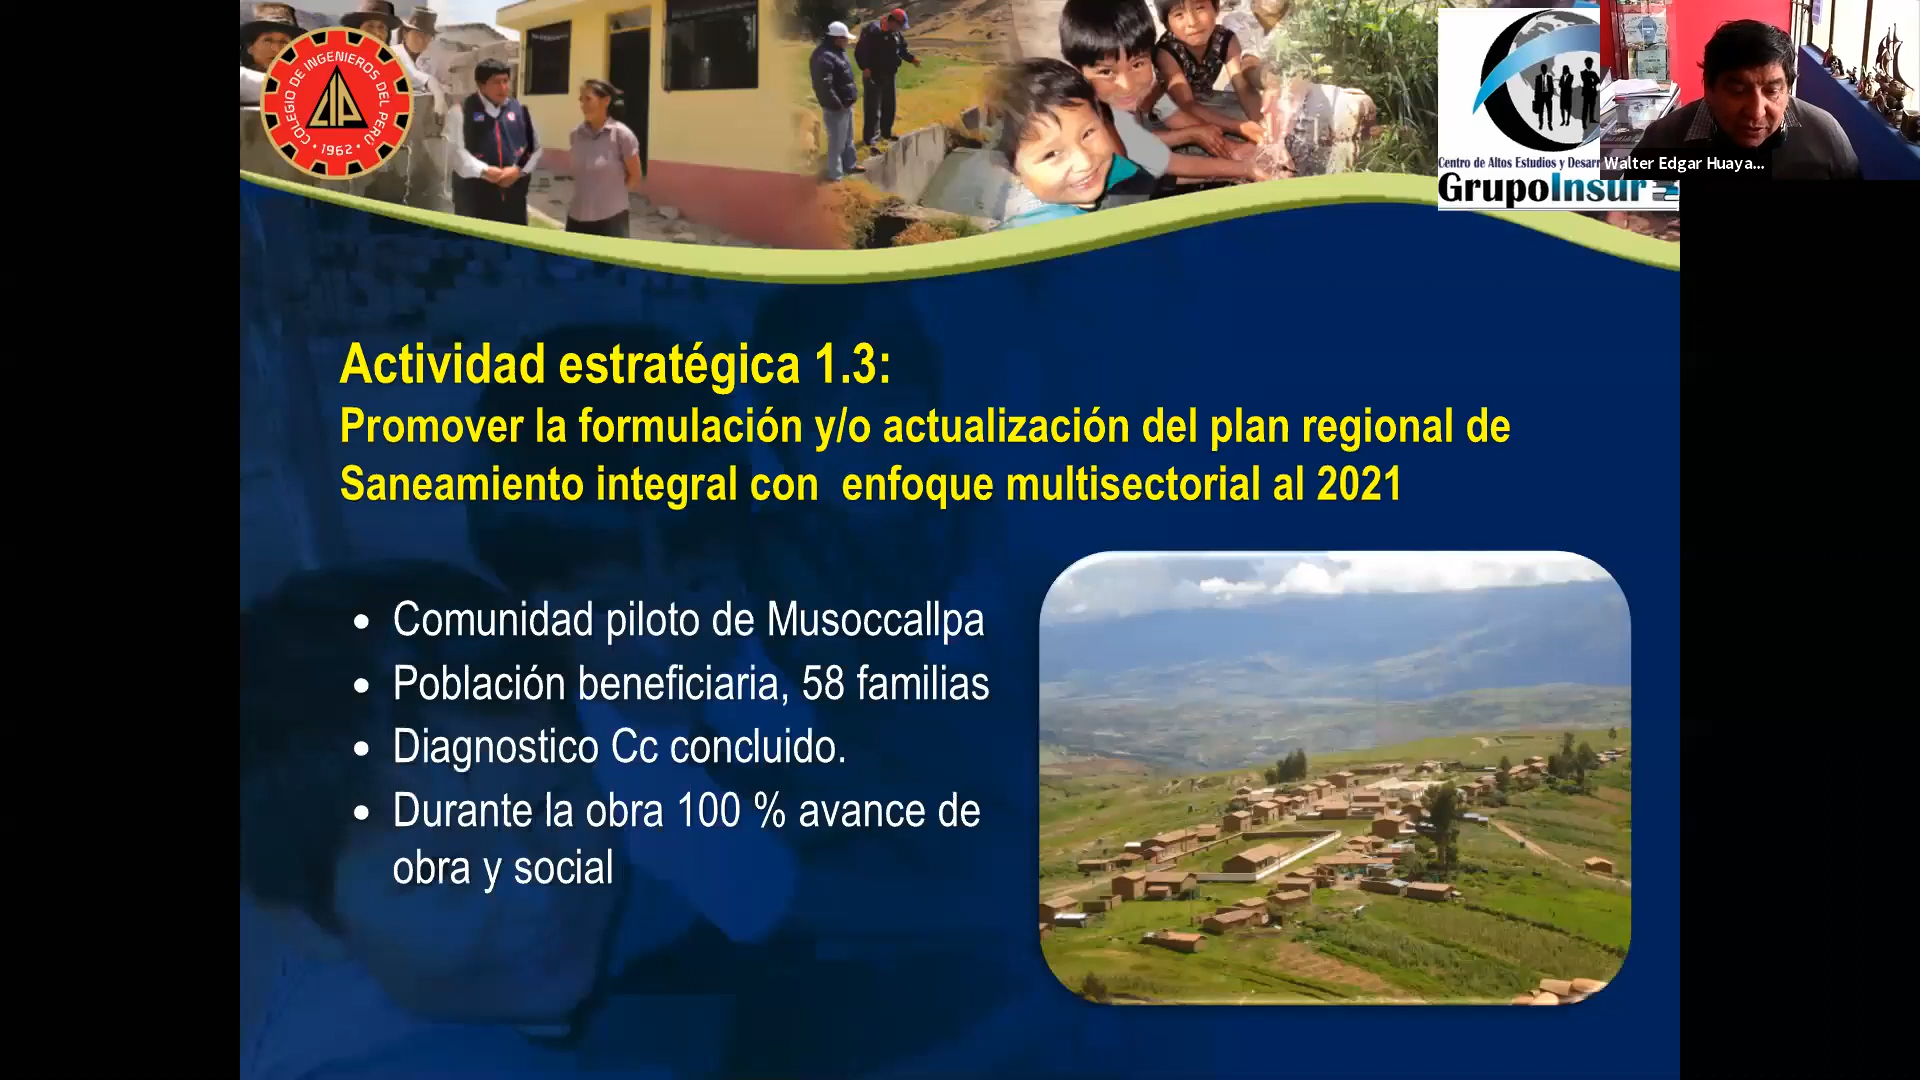 COLEGIO DE INGENIEROS DEL PERÚ
CIP
• 1962 •
Centro de Altos Estudios y Desarr
GrupoInsur
Walter Edgar Huaya...
Actividad estratégica 1.3:
Promover la formulación y/o actualización del plan regional de
Saneamiento integral con enfoque multisectorial al 2021
• Comunidad piloto de Musoccallpa
• Población beneficiaria, 58 familias
• Diagnostico Cc concluido.
• Durante la obra 100 % avance de
obra y social